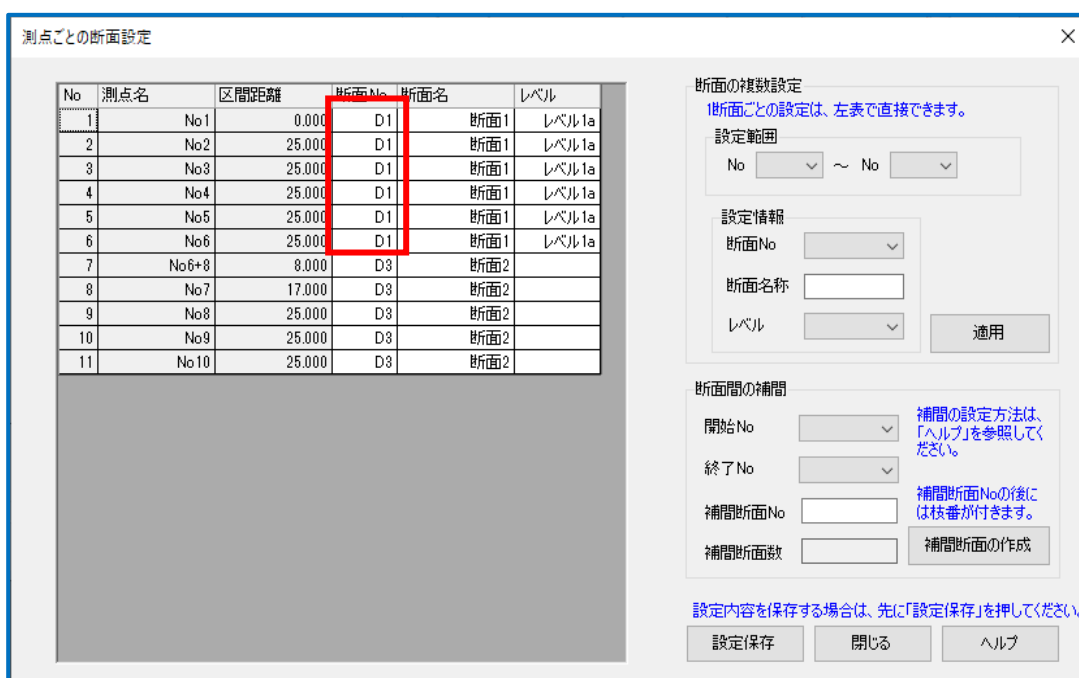 測点ごとの断面設定
No 測点名 区間距離 断面No 断面名 レベル
1 No1 0.000 D1 断面1 レベル1a
2 No2 25.000 D1 断面1 レベル1a
3 No3 25.000 D1 断面1 レベル1a
4 No4 25.000 D1 断面1 レベル1a
5 No5 25.000 D1 断面1 レベル1a
6 No6 25.000 D1 断面1 レベル1a
7 No6+8 8.000 D3 断面2
8 No7 17.000 D3 断面2
9 No8 25.000 D3 断面2
10 No9 25.000 D3 断面2
11 No10 25.000 D3 断面2
断面の複数設定
1断面ごとの設定は、左表で直接できます。
設定範囲
No ～ No
設定情報
断面No
断面名称
レベル
適用
断面間の補間
開始No
終了No
補間断面No
補間断面数
補間の設定方法は、
「ヘルプ」を参照してく
ださい。
補間断面Noの後に
は枝番が付きます。
補間断面の作成
設定内容を保存する場合は、先に「設定保存」を押してください。
設定保存 閉じる ヘルプ